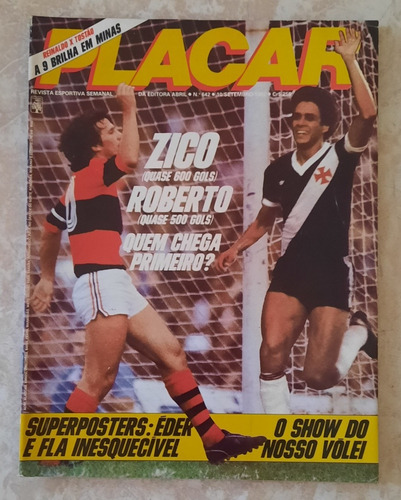 REINALDO X TOSTÃO
A 9 BRILHA EM MINAS
PLACAR
REVISTA ESPORTIVA SEMANAL DA EDITORA ABRIL
ZICO
(QUASE 600 GOLS)
ROBERTO
(QUASE 500 GOLS)
QUEM CHEGA
PRIMEIRO?
SUPERPOSTERS: ÉDER
E FLA INESQUECÍVEL
O SHOW DO
NOSSO VÔLEI